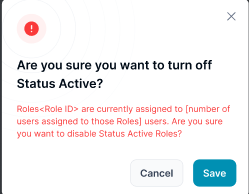 Are you sure you want to turn off
Status Active?
Roles<Role ID> are currently assigned to [number of
users assigned to those Roles] users. Are you sure
you want to disable Status Active Roles?
Cancel
Save